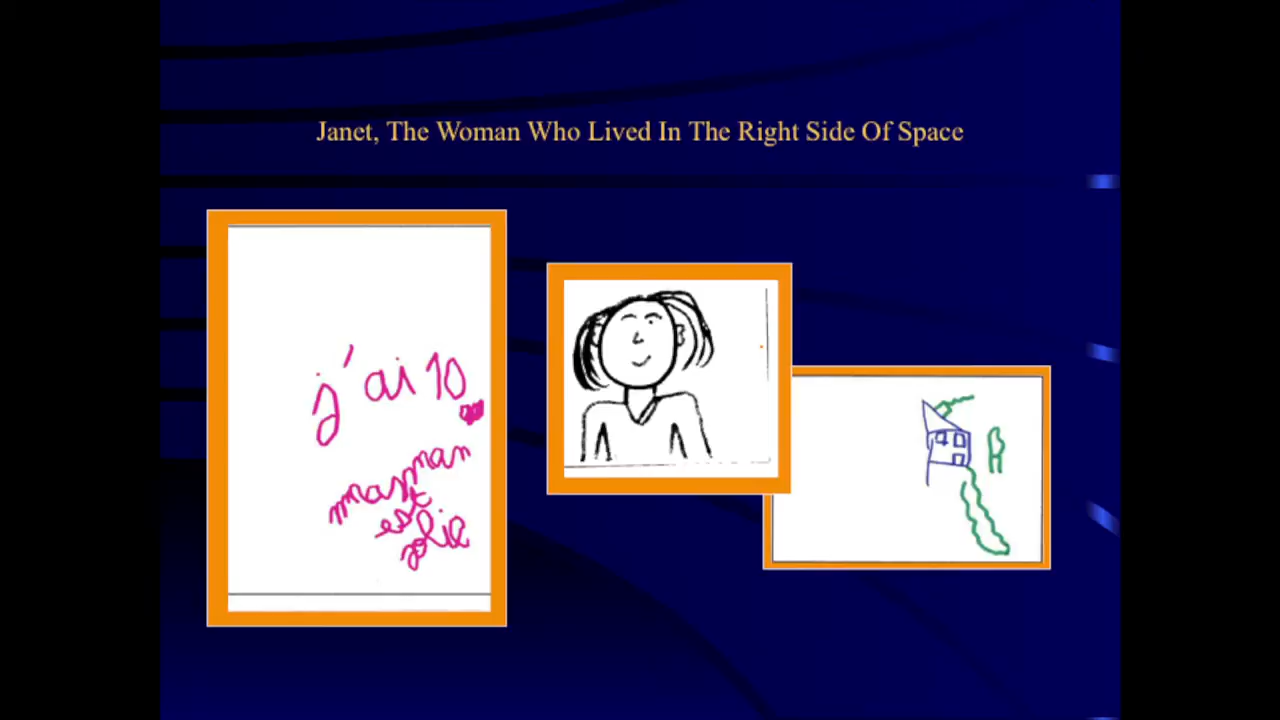 Janet, The Woman Who Lived In The Right Side Of Space
j'ai 10
maman
est
jolie